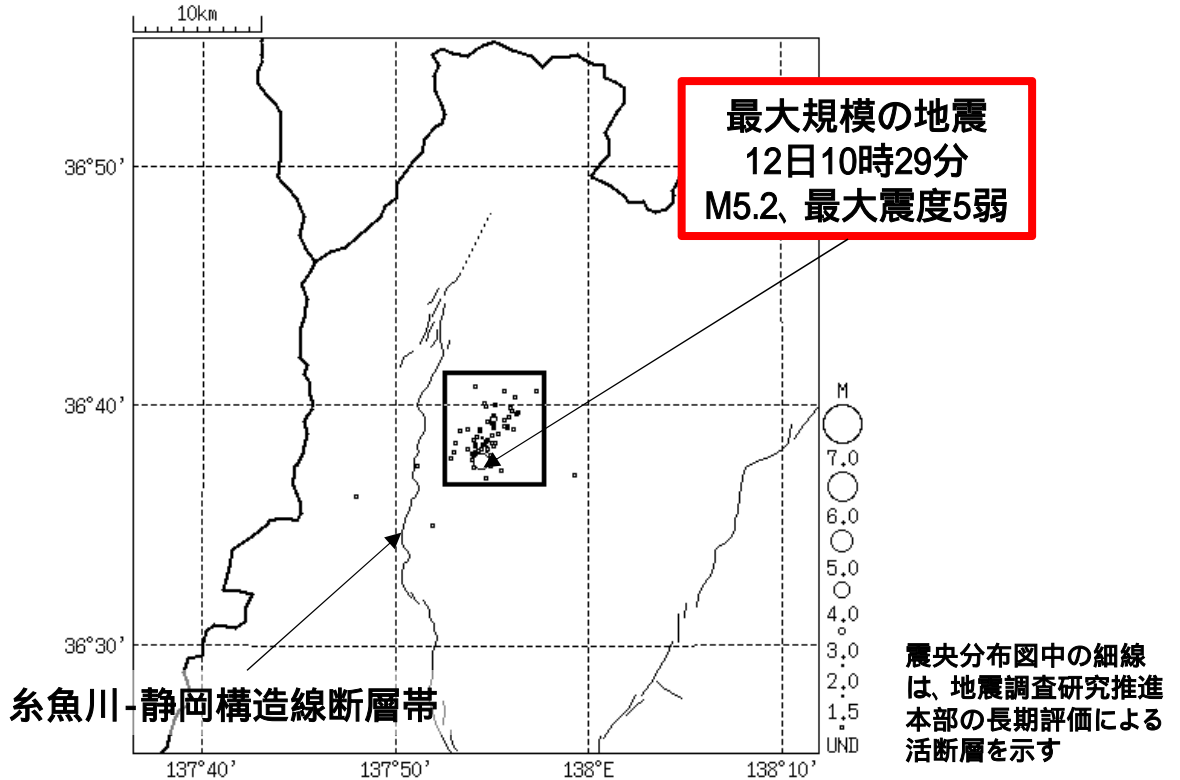 10km
最大規模の地震
12日10時29分
M5.2、最大震度5弱
36°50'
36°40'
36°30'
M
7.0
6.0
5.0
4.0
3.0
2.0
1.5
UND
糸魚川-静岡構造線断層帯
震央分布図中の細線
は、地震調査研究推進
本部の長期評価による
活断層を示す
137°40'
137°50'
138°E
138°10'